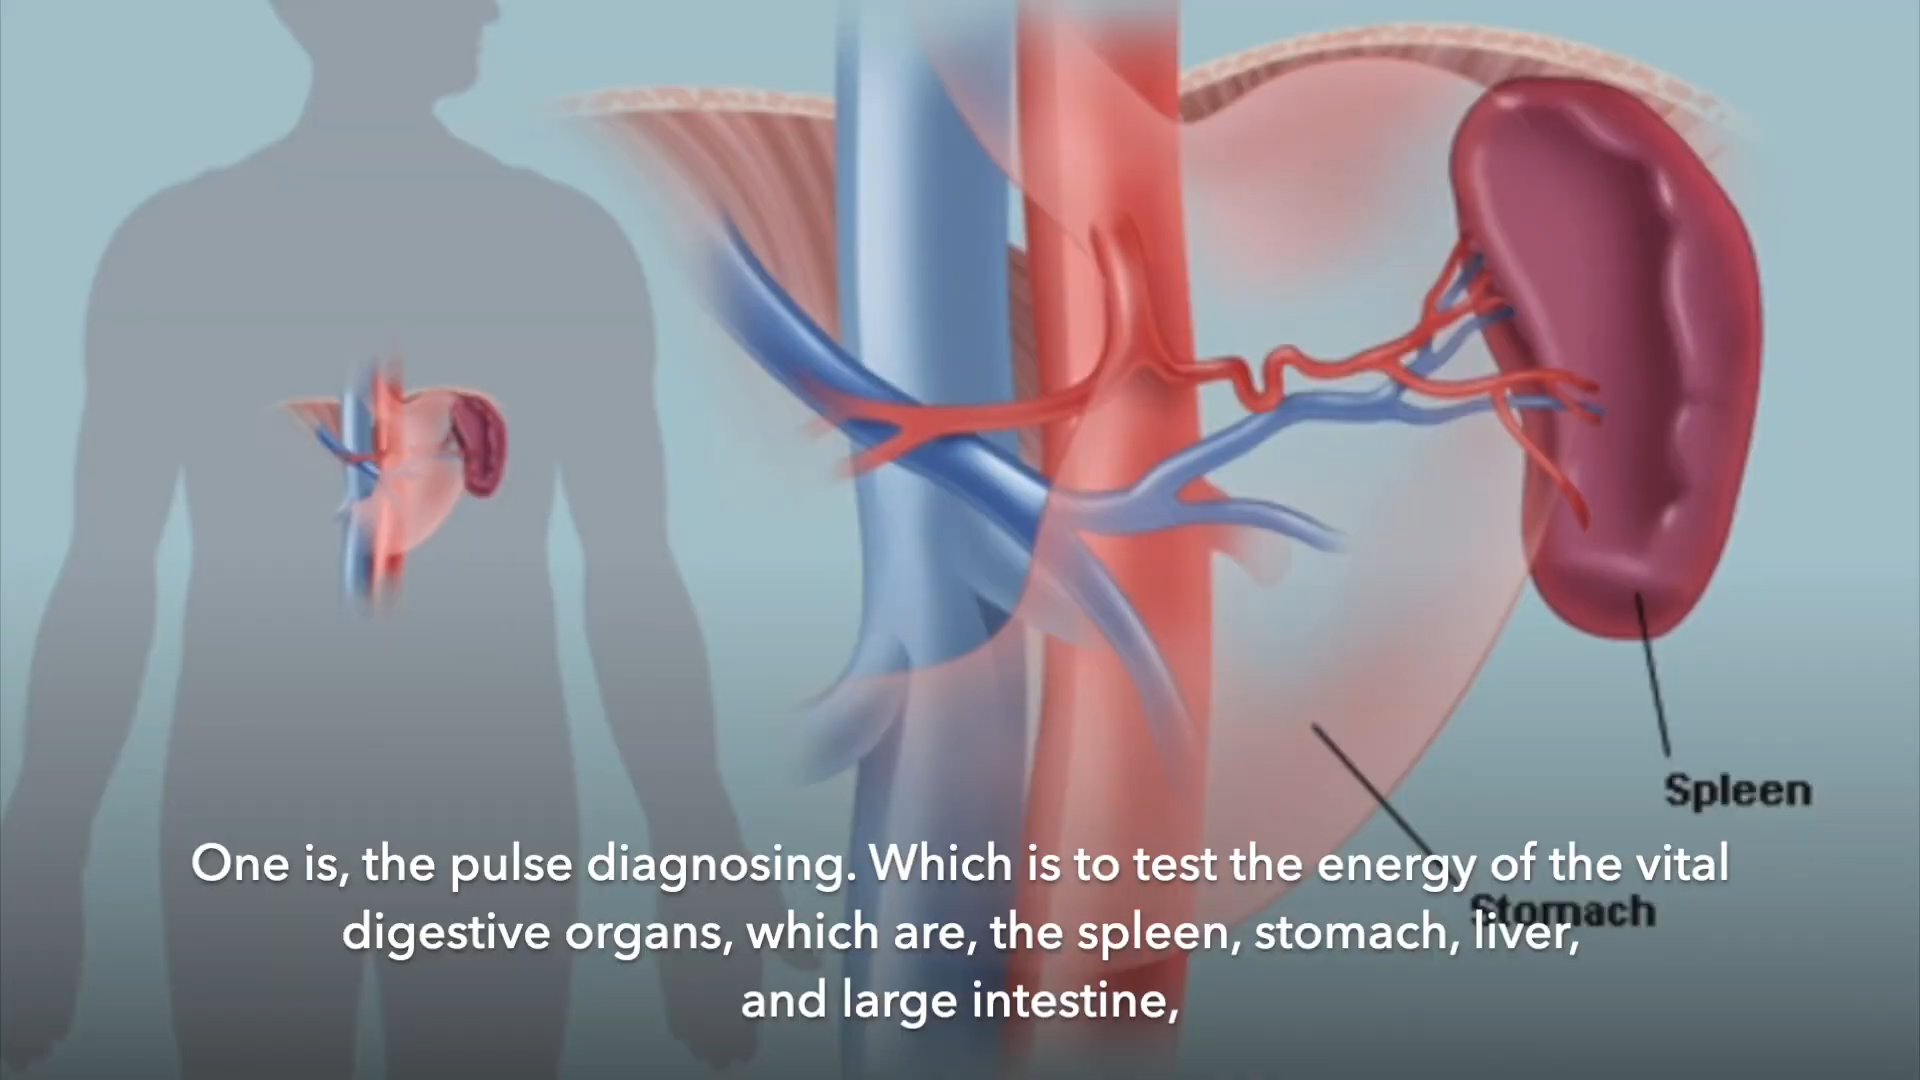 Spleen
Stomach
One is, the pulse diagnosing. Which is to test the energy of the vital
digestive organs, which are, the spleen, stomach, liver,
and large intestine,